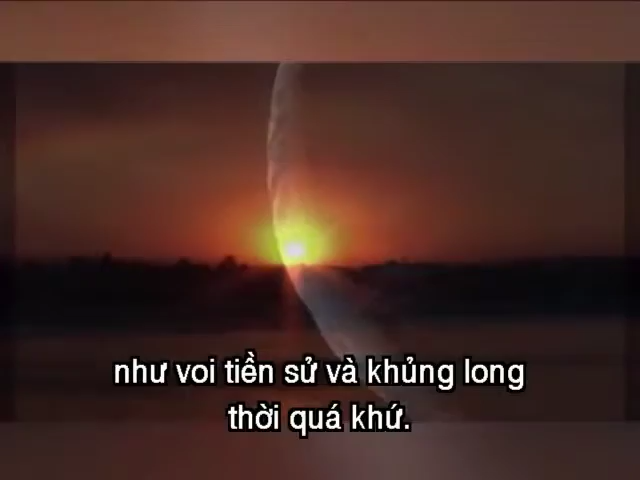 như voi tiền sử và khủng long
thời quá khứ.